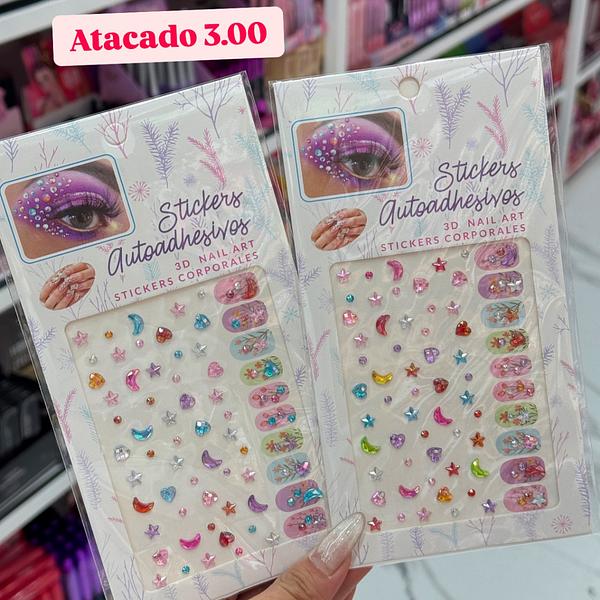 Atacado 3.00
Stickers
autoadhesivos
3D NAIL ART
STICKERS CORPORALES
Stickers
autoadhesivos
3D NAIL ART
STICKERS CORPORALES